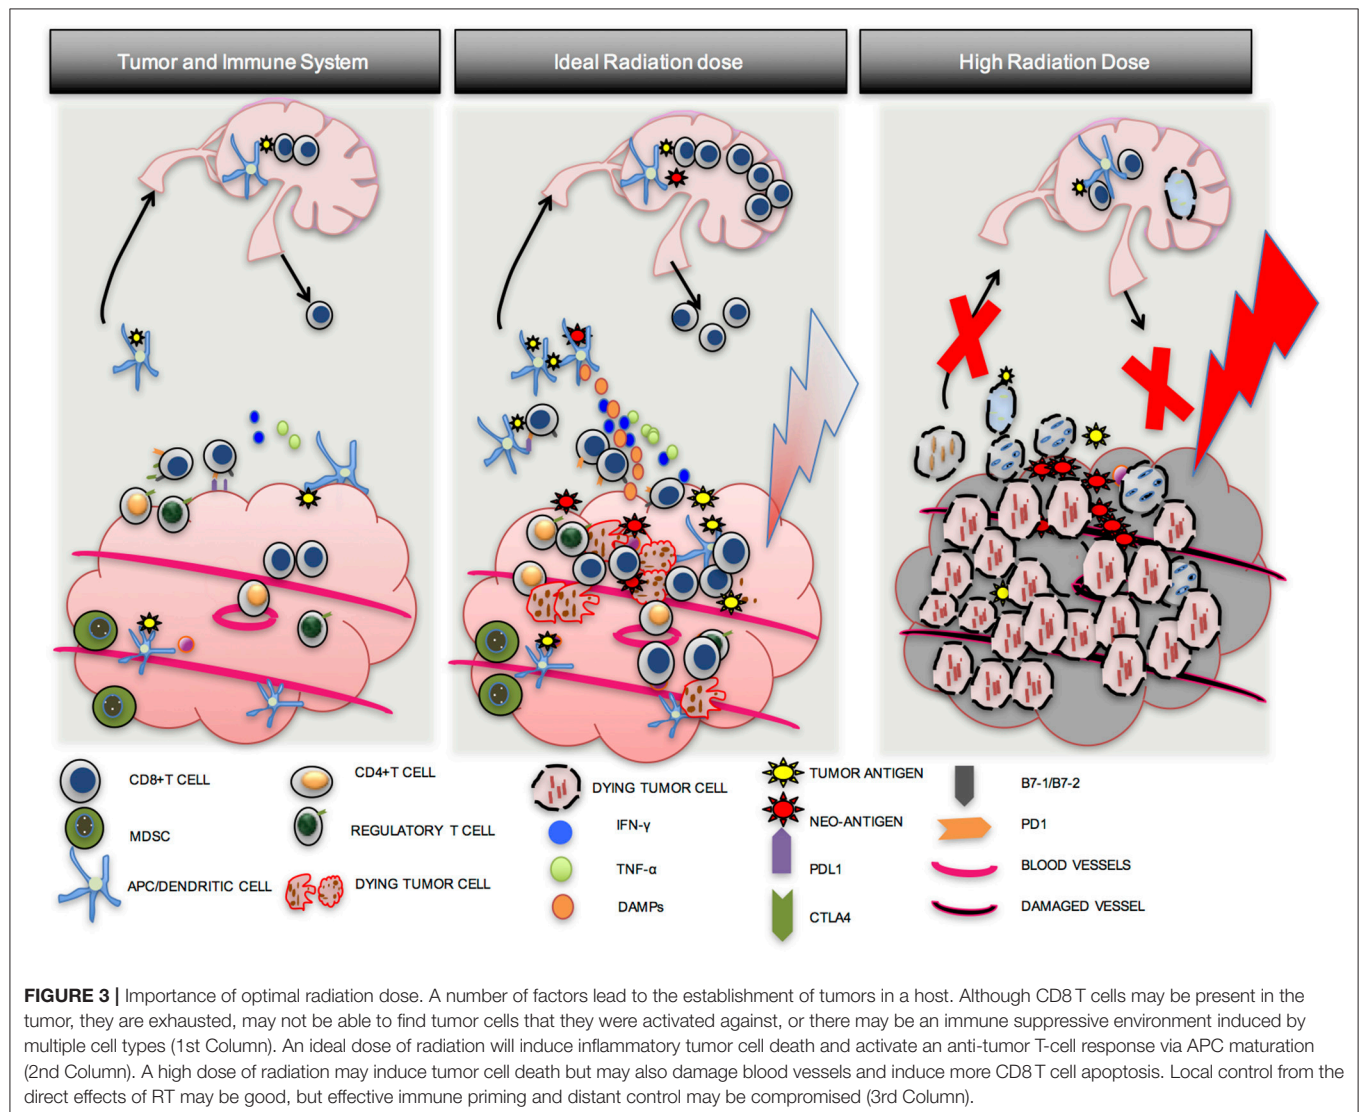 Tumor and Immune System
Ideal Radiation dose
High Radiation Dose
CD8+T CELL
CD4+T CELL
MDSC
REGULATORY T CELL
APC/DENDRITIC CELL
DYING TUMOR CELL
DYING TUMOR CELL
IFN-γ
TNF-α
DAMPs
TUMOR ANTIGEN
NEO-ANTIGEN
PDL1
CTLA4
B7-1/B7-2
PD1
BLOOD VESSELS
DAMAGED VESSEL
FIGURE 3 | Importance of optimal radiation dose. A number of factors lead to the establishment of tumors in a host. Although CD8 T cells may be present in the
tumor, they are exhausted, may not be able to find tumor cells that they were activated against, or there may be an immune suppressive environment induced by
multiple cell types (1st Column). An ideal dose of radiation will induce inflammatory tumor cell death and activate an anti-tumor T-cell response via APC maturation
(2nd Column). A high dose of radiation may induce tumor cell death but may also damage blood vessels and induce more CD8 T cell apoptosis. Local control from the
direct effects of RT may be good, but effective immune priming and distant control may be compromised (3rd Column).